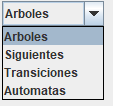 Arboles
Arboles
Siguientes
Transiciones
Automatas